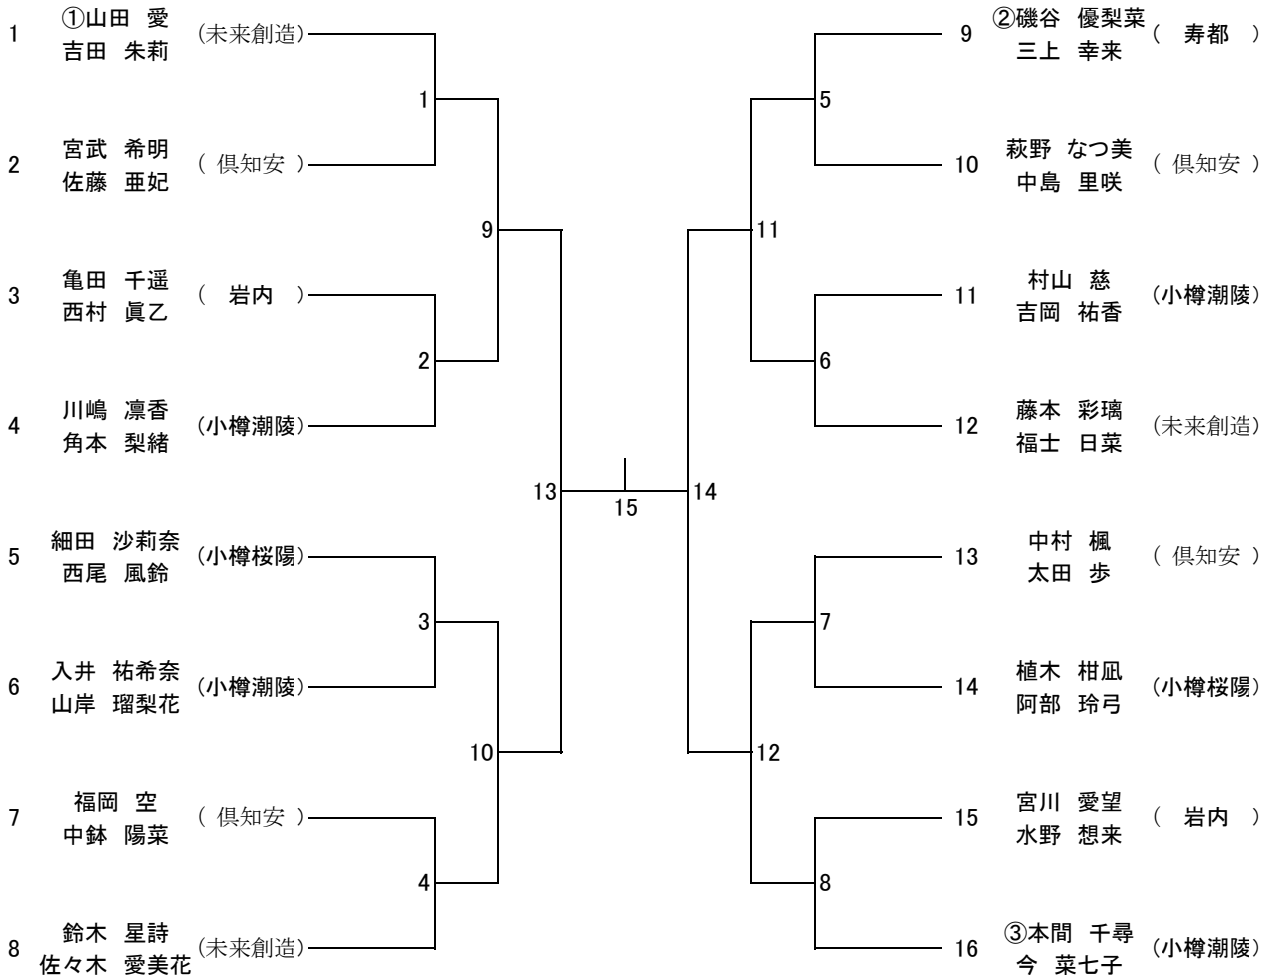 1 ①山田 愛 (未来創造)
吉田 朱莉
2 宮武 希明 ( 倶知安 )
佐藤 亜妃
3 亀田 千遥 ( 岩内 )
西村 眞乙
4 川嶋 凛香 (小樽潮陵)
角本 梨緒
5 細田 沙莉奈 (小樽桜陽)
西尾 風鈴
6 入井 祐希奈 (小樽潮陵)
山岸 瑠梨花
7 福岡 空 ( 倶知安 )
中鉢 陽菜
8 鈴木 星詩 (未来創造)
佐々木 愛美花
1
2
3
4
9
10
13
15
14
11
12
5
6
7
8
9 ②磯谷 優梨菜 ( 寿都 )
三上 幸来
10 萩野 なつ美 ( 倶知安 )
中島 里咲
11 村山 慈 (小樽潮陵)
吉岡 祐香
12 藤本 彩璃 (未来創造)
福士 日菜
13 中村 楓 ( 倶知安 )
太田 歩
14 植木 柑凪 (小樽桜陽)
阿部 玲弓
15 宮川 愛望 ( 岩内 )
水野 想来
16 ③本間 千尋 (小樽潮陵)
今 菜七子